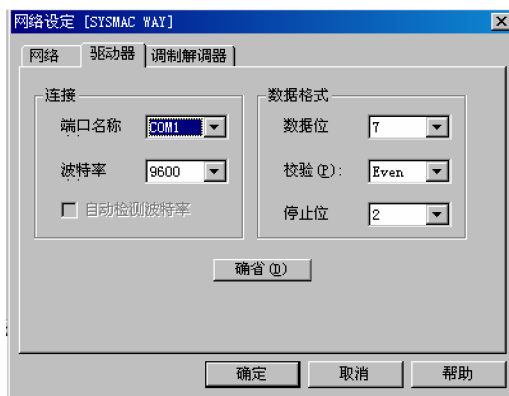 网络设定 [SYSMAC WAY]
网络 驱动器 调制解调器
连接
端口名称 COM1
波特率 9600
自动检测波特率
数据格式
数据位 7
校验(P): Even
停止位 2
确省(D)
确定 取消 帮助